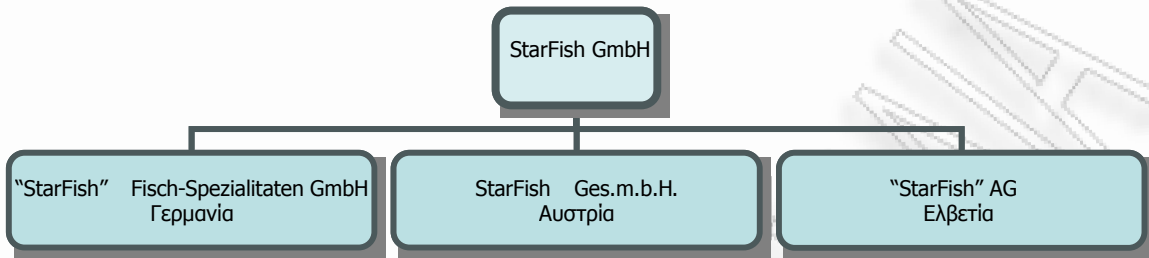 StarFish GmbH
“StarFish” Fisch-Spezialitaten GmbH
Γερμανία
StarFish Ges.m.b.H.
Αυστρία
“StarFish” AG
Ελβετία